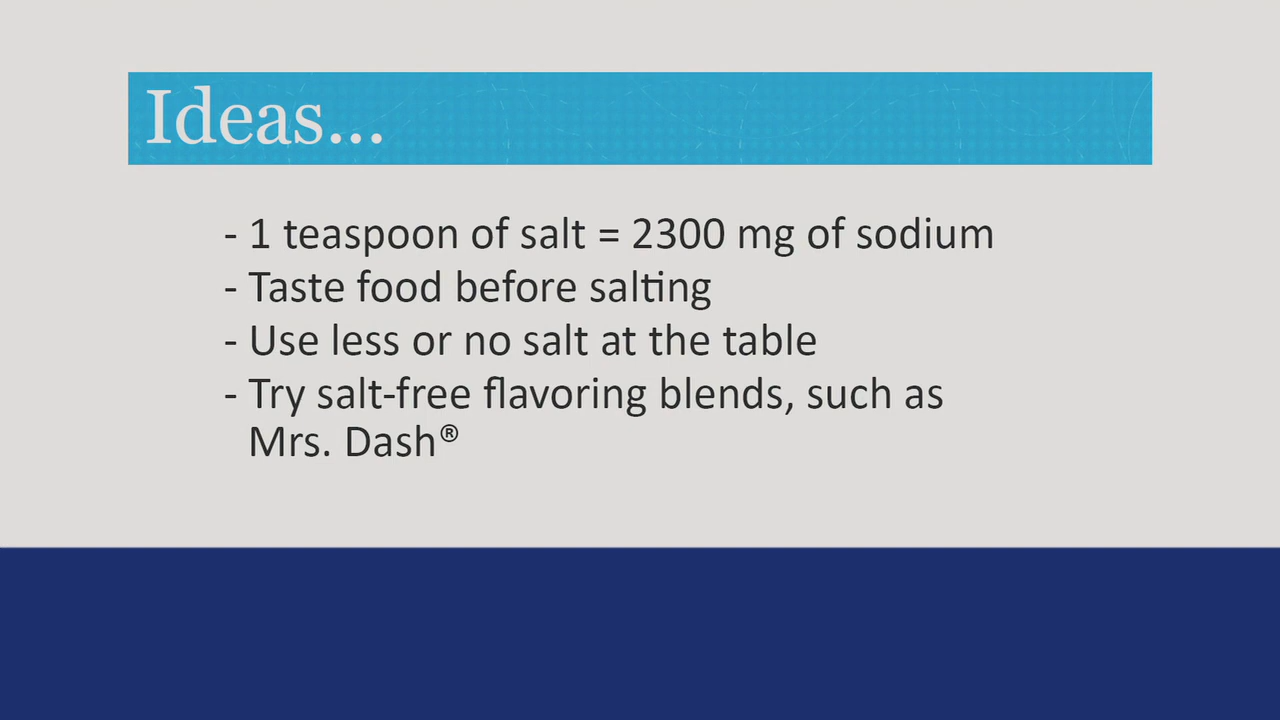 Ideas...
- 1 teaspoon of salt = 2300 mg of sodium
- Taste food before salting
- Use less or no salt at the table
- Try salt-free flavoring blends, such as
Mrs. Dash®